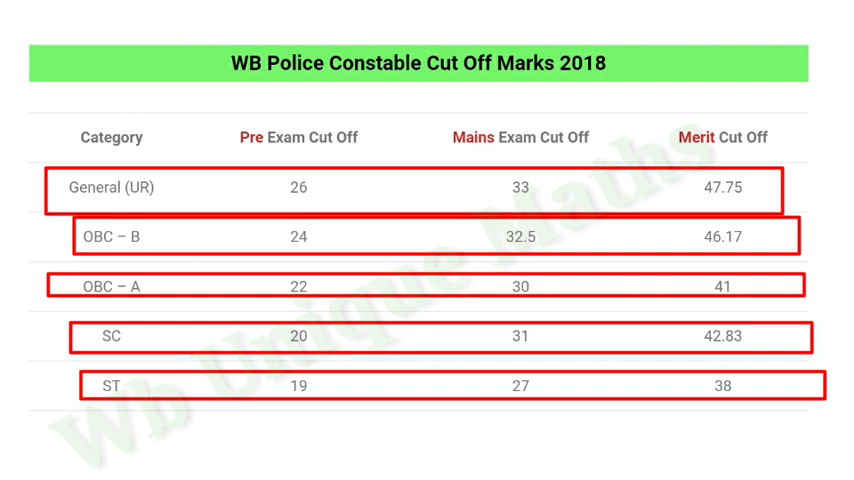 WB Police Constable Cut Off Marks 2018
Category Pre Exam Cut Off Mains Exam Cut Off Merit Cut Off
General (UR) 26 33 47.75
OBC – B 24 32.5 46.17
OBC – A 22 30 41
SC 20 31 42.83
ST 19 27 38
Wb Unique Maths